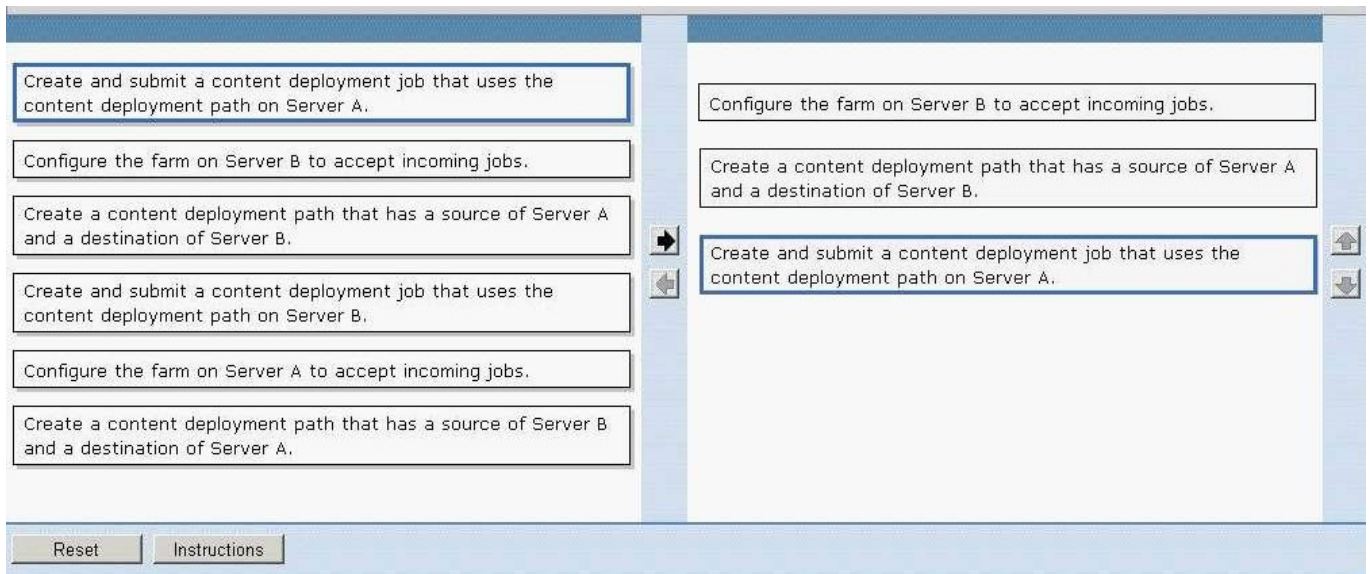 Create and submit a content deployment job that uses the
content deployment path on Server A.
Configure the farm on Server B to accept incoming jobs.
Create a content deployment path that has a source of Server A
and a destination of Server B.
Create and submit a content deployment job that uses the
content deployment path on Server B.
Configure the farm on Server A to accept incoming jobs.
Create a content deployment path that has a source of Server B
and a destination of Server A.
Configure the farm on Server B to accept incoming jobs.
Create a content deployment path that has a source of Server A
and a destination of Server B.
Create and submit a content deployment job that uses the
content deployment path on Server A.
Reset
Instructions